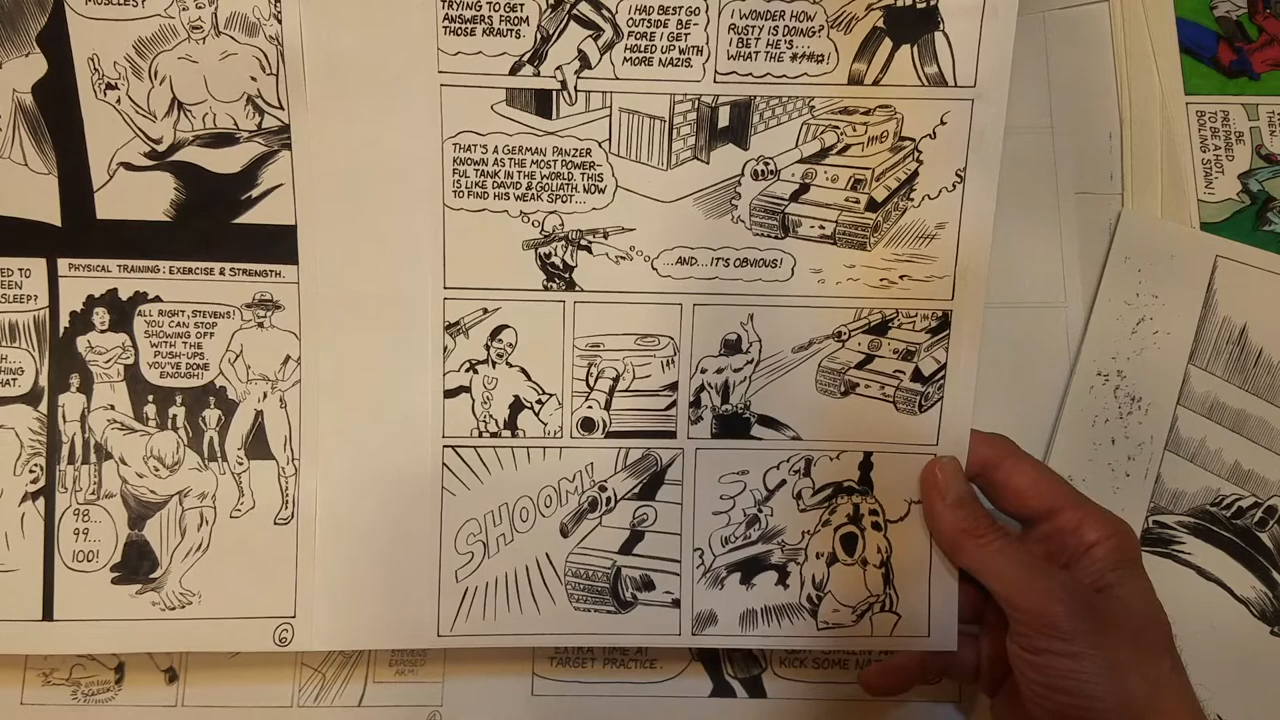 MUSCLES?
TRYING TO GET
ANSWERS FROM
THOSE KRAUTS.
I HAD BEST GO
OUTSIDE BE-
FORE I GET
HOLED UP WITH
MORE NAZIS.
I WONDER HOW
RUSTY IS DOING?
I BET HE'S...
WHAT THE *⚡#☠!
THAT'S A GERMAN PANZER
KNOWN AS THE MOST POWER-
FUL TANK IN THE WORLD. THIS
IS LIKE DAVID & GOLIATH. NOW
TO FIND HIS WEAK SPOT...
...AND...IT'S OBVIOUS!
USA
SHOOM!
TO
EEN
SLEEP?
H...
HING
AT.
PHYSICAL TRAINING: EXERCISE & STRENGTH.
ALL RIGHT, STEVENS!
YOU CAN STOP
SHOWING OFF
WITH THE
PUSH-UPS.
YOU'VE DONE
ENOUGH!
98...
99...
100!
6
SQUEEK!
STEVENS
EXPOSED
ARM!
EXTRA TIME AT
TARGET PRACTICE.
KICK SOME
THEN...
...BE
PREPARED
TO BE A HOT,
BOILING STAIN!